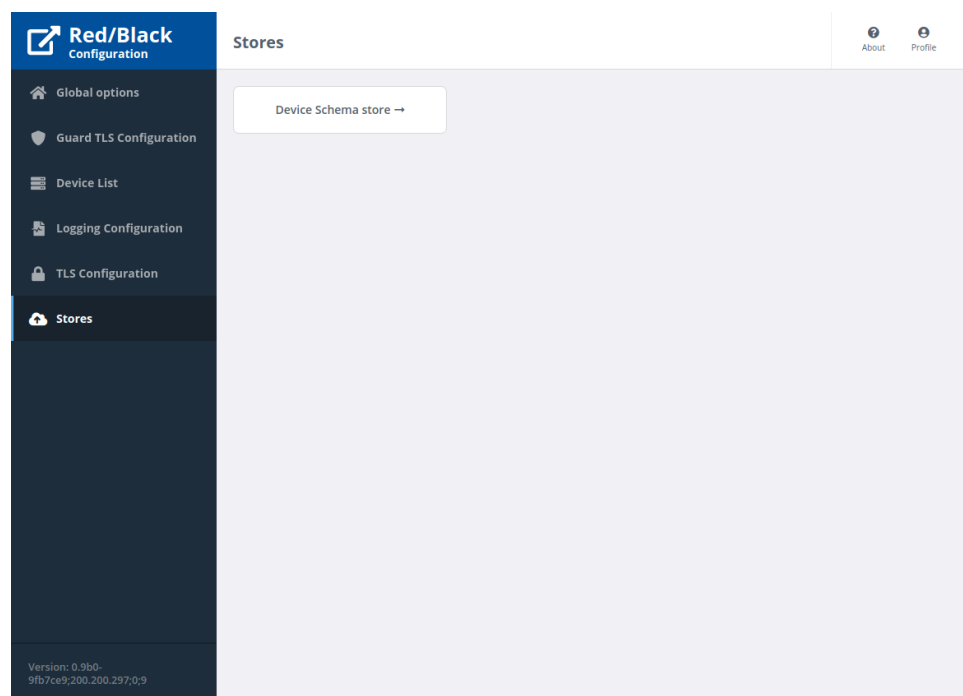 Red/Black
Configuration
Stores
About
Profile
Global options
Guard TLS Configuration
Device List
Logging Configuration
TLS Configuration
Stores
Device Schema store →
Version: 0.9b0-
9fb7ce9;200.200.297;0;9